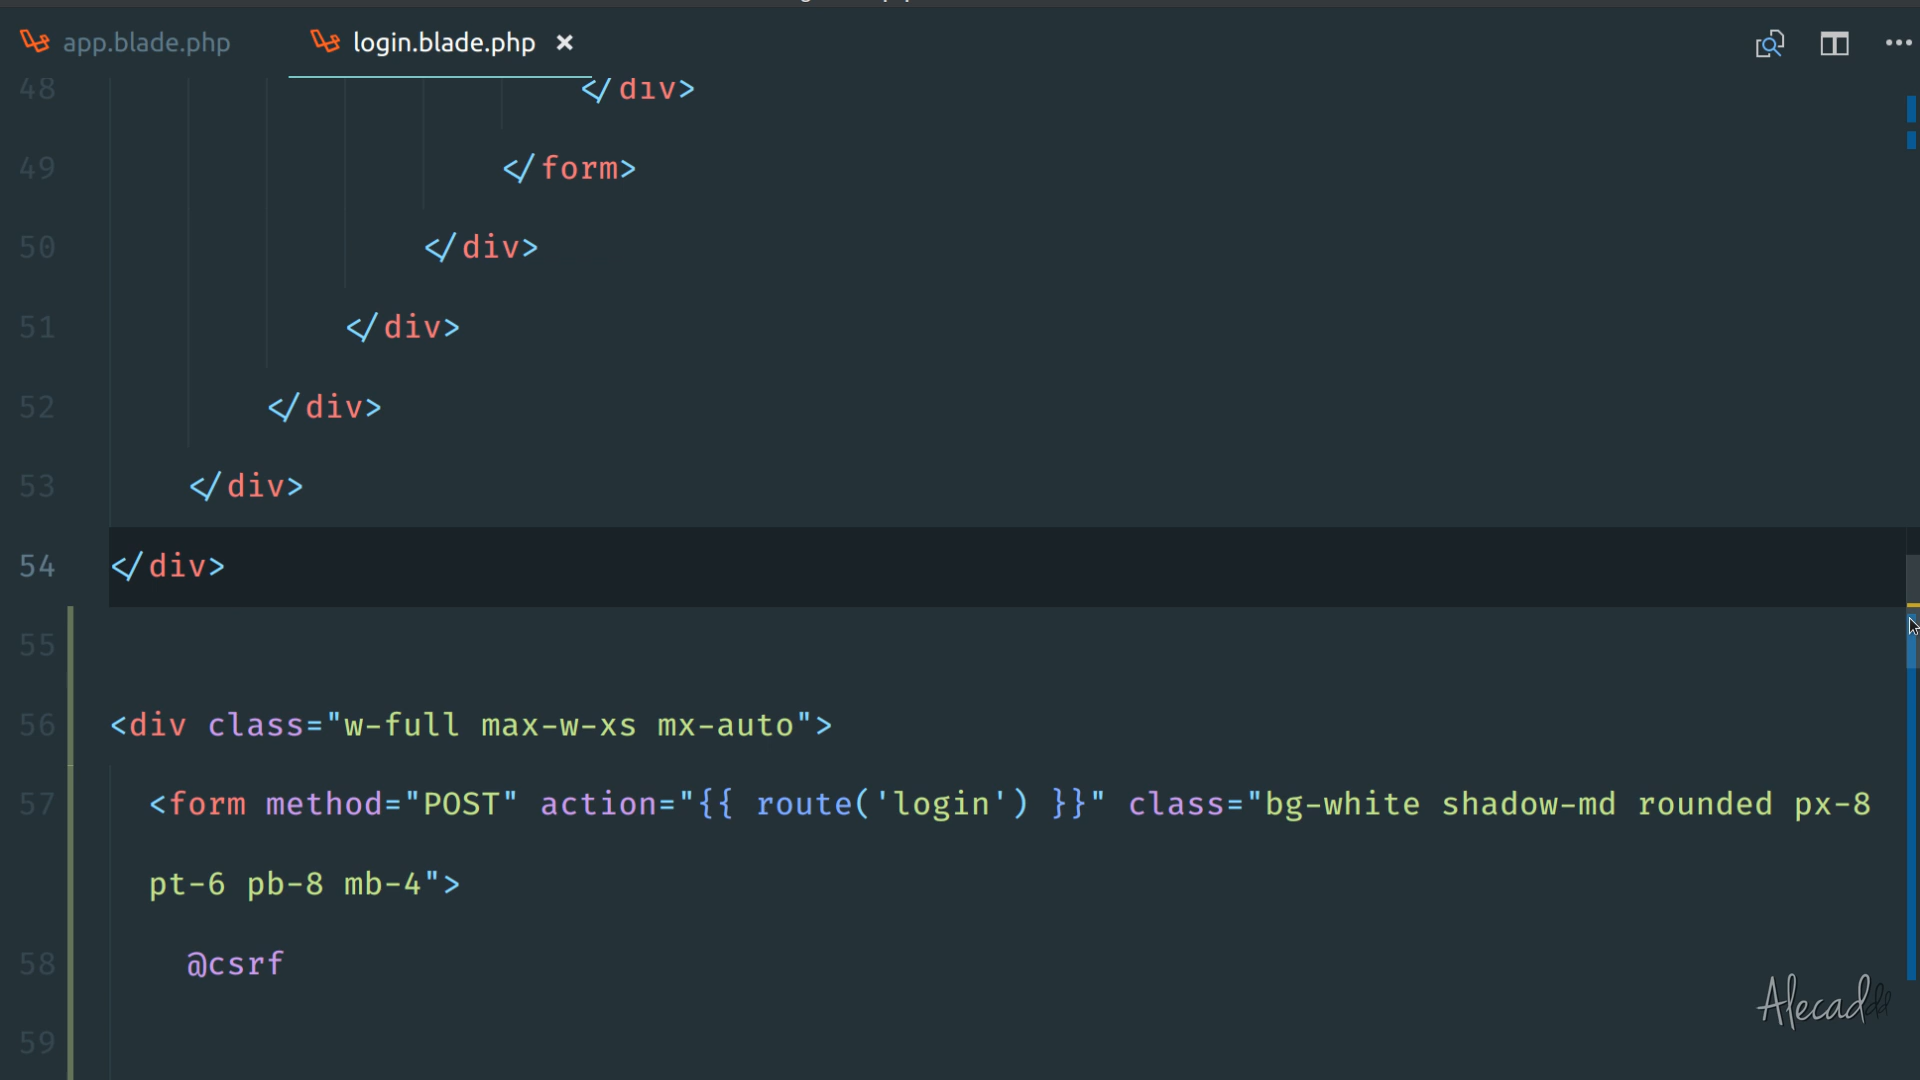 app.blade.php
login.blade.php
48 </div>
49 </form>
50 </div>
51 </div>
52 </div>
53 </div>
54 </div>
55
56 <div class="w-full max-w-xs mx-auto">
57 <form method="POST" action="{{ route('login') }}" class="bg-white shadow-md rounded px-8
pt-6 pb-8 mb-4">
58 @csrf
59
Alecaddd